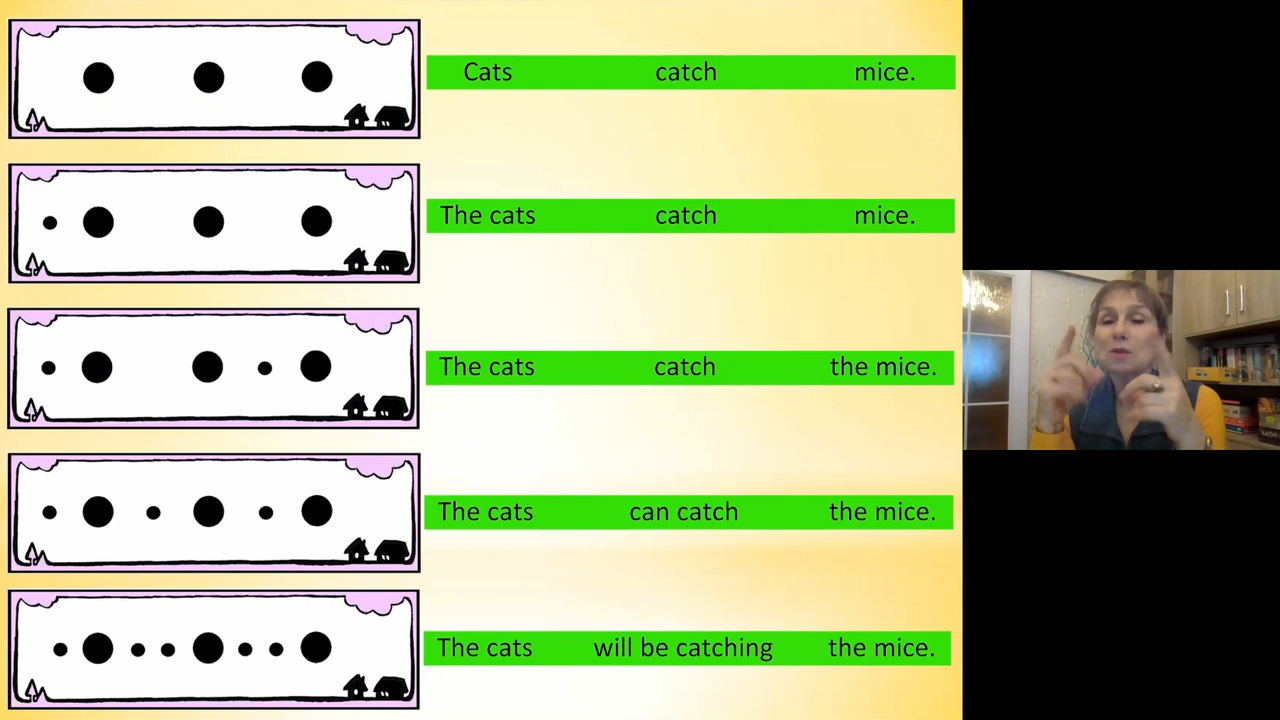 Cats catch mice.
The cats catch mice.
The cats catch the mice.
The cats can catch the mice.
The cats will be catching the mice.